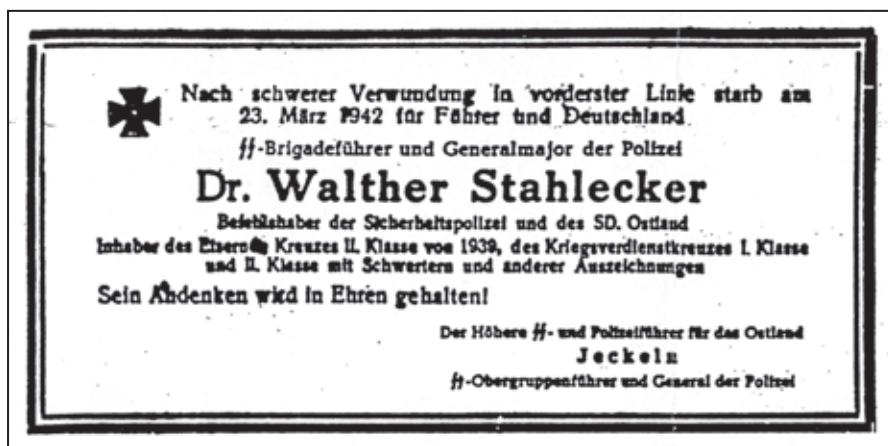 Nach schwerer Verwundung in vorderster Linie starb am
23. März 1942 für Führer und Deutschland
ᛋᛋ-Brigadeführer und Generalmajor der Polizei
Dr. Walther Stahlecker
Befehlshaber der Sicherheitspolizei und des SD. Ostland
Inhaber des Eisernen Kreuzes II. Klasse von 1939, des Kriegsverdienstkreuzes I. Klasse
und II. Klasse mit Schwertern und anderer Auszeichnungen
Sein Andenken wird in Ehren gehalten!
Der Höhere ᛋᛋ- und Polizeiführer für das Ostland
Jeckeln
ᛋᛋ-Obergruppenführer und General der Polizei